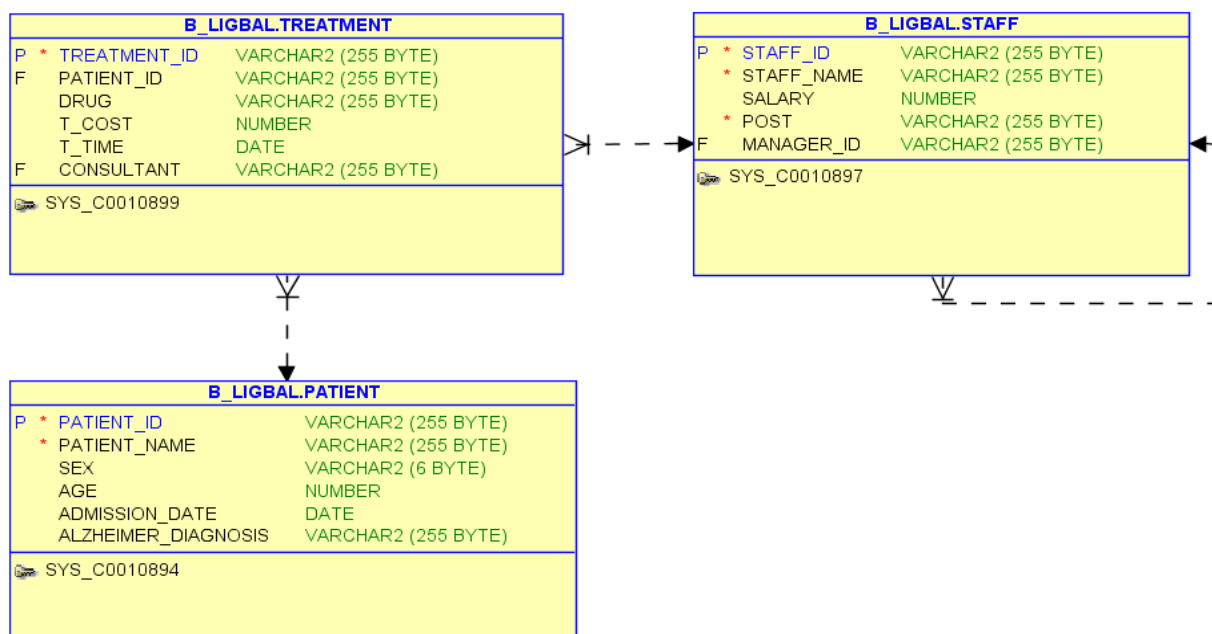 B_LIGBAL.TREATMENT
P * TREATMENT_ID VARCHAR2 (255 BYTE)
F PATIENT_ID VARCHAR2 (255 BYTE)
DRUG VARCHAR2 (255 BYTE)
T_COST NUMBER
T_TIME DATE
F CONSULTANT VARCHAR2 (255 BYTE)
SYS_C0010899
B_LIGBAL.STAFF
P * STAFF_ID VARCHAR2 (255 BYTE)
* STAFF_NAME VARCHAR2 (255 BYTE)
SALARY NUMBER
* POST VARCHAR2 (255 BYTE)
F MANAGER_ID VARCHAR2 (255 BYTE)
SYS_C0010897
B_LIGBAL.PATIENT
P * PATIENT_ID VARCHAR2 (255 BYTE)
* PATIENT_NAME VARCHAR2 (255 BYTE)
SEX VARCHAR2 (6 BYTE)
AGE NUMBER
ADMISSION_DATE DATE
ALZHEIMER_DIAGNOSIS VARCHAR2 (255 BYTE)
SYS_C0010894